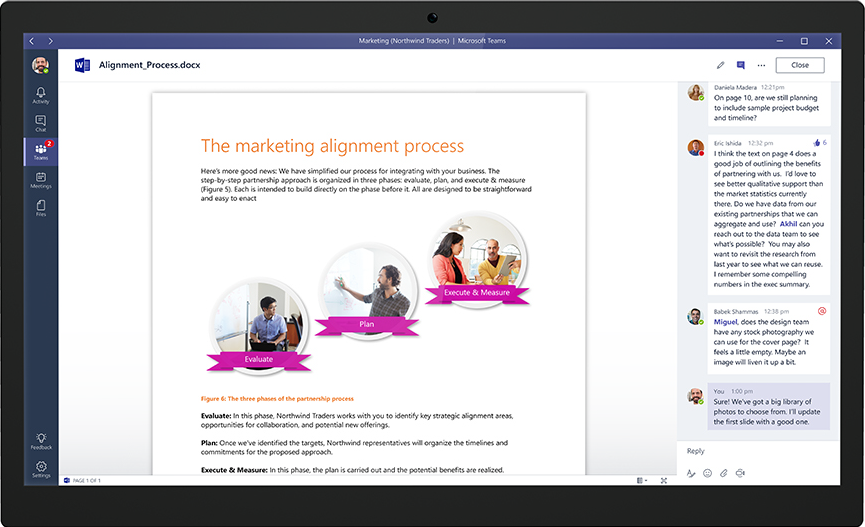 Marketing (Northwind Traders) | Microsoft Teams
Alignment_Process.docx
Close
Activity
Chat
2
Teams
Meetings
Files
Feedback
Settings
The marketing alignment process
Here's more good news: We have simplified our process for integrating with your business. The
step-by-step partnership approach is organized in three phases: evaluate, plan, and execute & measure
(Figure 5). Each is intended to build directly on the phase before it. All are designed to be straightforward
and easy to enact
Evaluate
Plan
Execute & Measure
Figure 6: The three phases of the partnership process
Evaluate: In this phase, Northwind Traders works with you to identify key strategic alignment areas,
opportunities for collaboration, and potential new offerings.
Plan: Once we've identified the targets, Northwind representatives will organize the timelines and
commitments for the proposed approach.
Execute & Measure: In this phase, the plan is carried out and the potential benefits are realized.
PAGE 1 OF 1
Daniela Madera 12:21pm
On page 10, are we still planning
to include sample project budget
and timeline?
Eric Ishida 12:32 pm 6
I think the text on page 4 does a
good job of outlining the benefits
of partnering with us. I'd love to
see better qualitative support than
the market statistics currently
there. Do we have data from our
existing partnerships that we can
aggregate and use? Akhil can you
reach out to the data team to see
what's possible? You may also
want to revisit the research from
last year to see what we can reuse.
I remember some compelling
numbers in the exec summary.
Babek Shammas 12:38 pm
Miguel, does the design team
have any stock photography we
can use for the cover page? It
feels a little empty. Maybe an
image will liven it up a bit.
You 1:00 pm
Sure! We've got a big library of
photos to choose from. I'll update
the first slide with a good one.
Reply